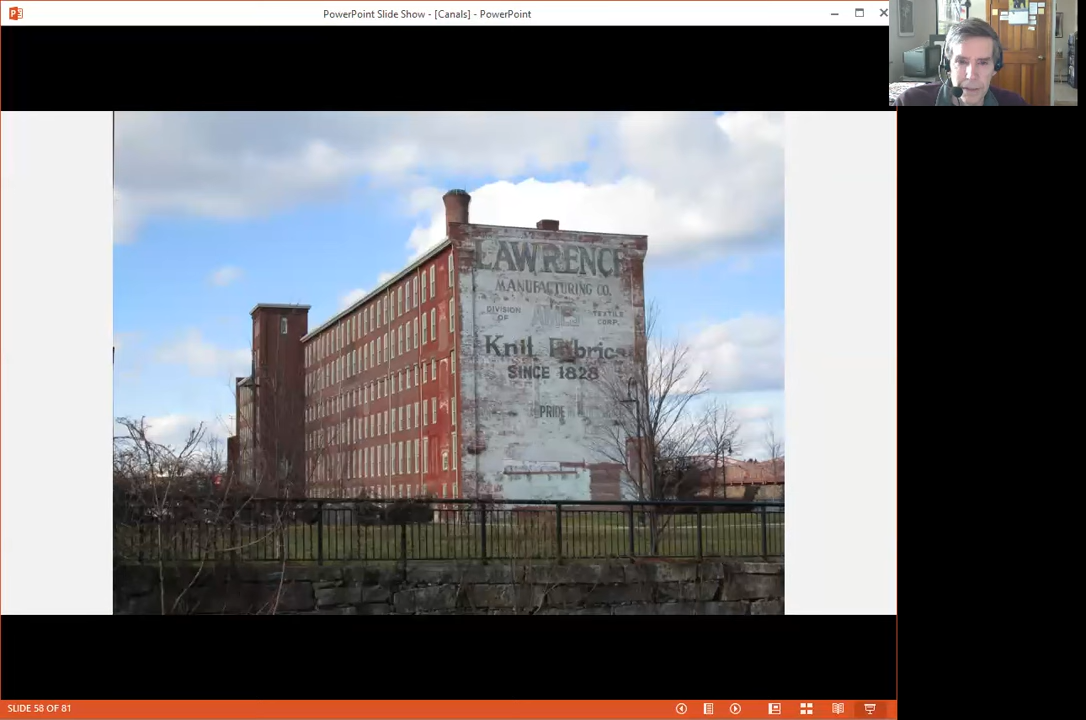 PowerPoint Slide Show - [Canals] - PowerPoint
LAWRENCE
MANUFACTURING CO.
DIVISION OF
TEXTILE CORP.
Knit Fabrics
SINCE 1828
PRIDE
SLIDE 58 OF 81